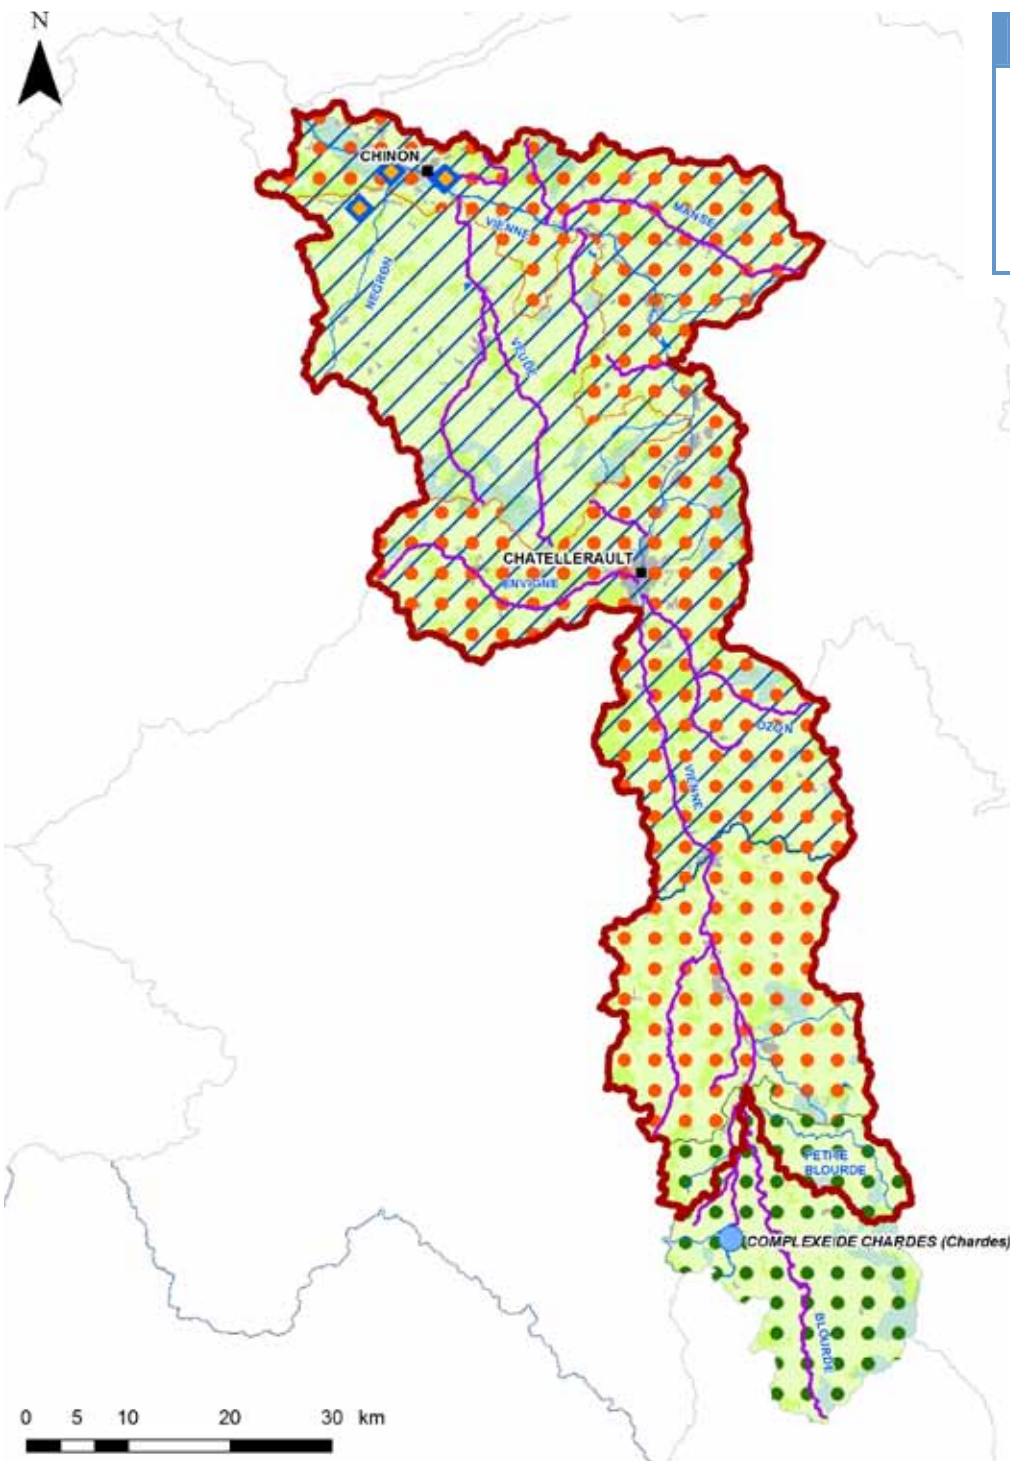 N
CHINON
MANSE
VIENNE
NEGRON
VEUDE
CHATELLERAULT
ENVIGNE
OZON
VIENNE
PETITE
BLOURDE
COMPLEXE DE CHARDES (Chardes)
BLOURDE
0 5 10 20 30 km